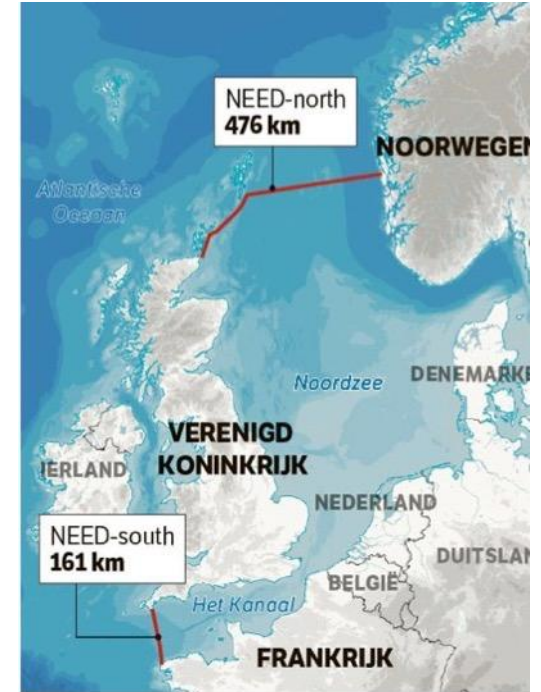 NEED-north
476 km
NOORWEGEN
Atlantische
Oceaan
Noordzee
DENEMARKE
VERENIGD
KONINKRIJK
IERLAND
NEDERLAND
NEED-south
161 km
DUITSLAN
BELGIË
Het Kanaal
FRANKRIJK